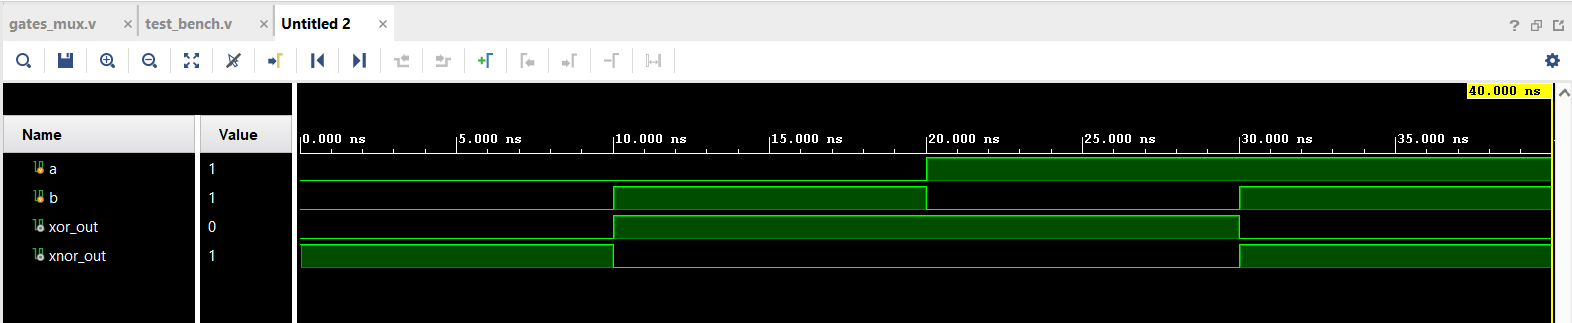 gates_mux.v × test_bench.v × Untitled 2 ×
? 
40.000 ns
Name Value
0.000 ns 5.000 ns 10.000 ns 15.000 ns 20.000 ns 25.000 ns 30.000 ns 35.000 ns
a 1
b 1
xor_out 0
xnor_out 1